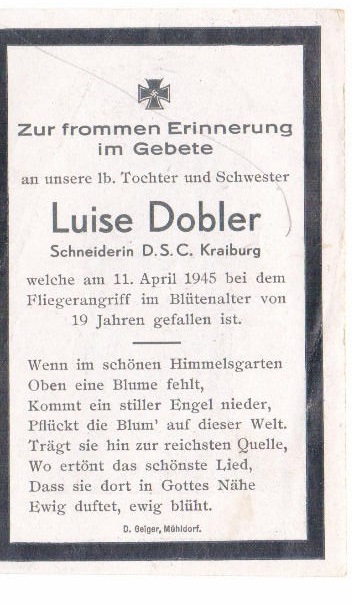 Zur frommen Erinnerung
im Gebete
an unsere lb. Tochter und Schwester
Luise Dobler
Schneiderin D. S. C. Kraiburg
welche am 11. April 1945 bei dem
Fliegerangriff im Blütenalter von
19 Jahren gefallen ist.
Wenn im schönen Himmelsgarten
Oben eine Blume fehlt,
Kommt ein stiller Engel nieder,
Pflückt die Blum' auf dieser Welt.
Trägt sie hin zur reichsten Quelle,
Wo ertönt das schönste Lied,
Dass sie dort in Gottes Nähe
Ewig duftet, ewig blüht.
D. Geiger, Mühldorf.